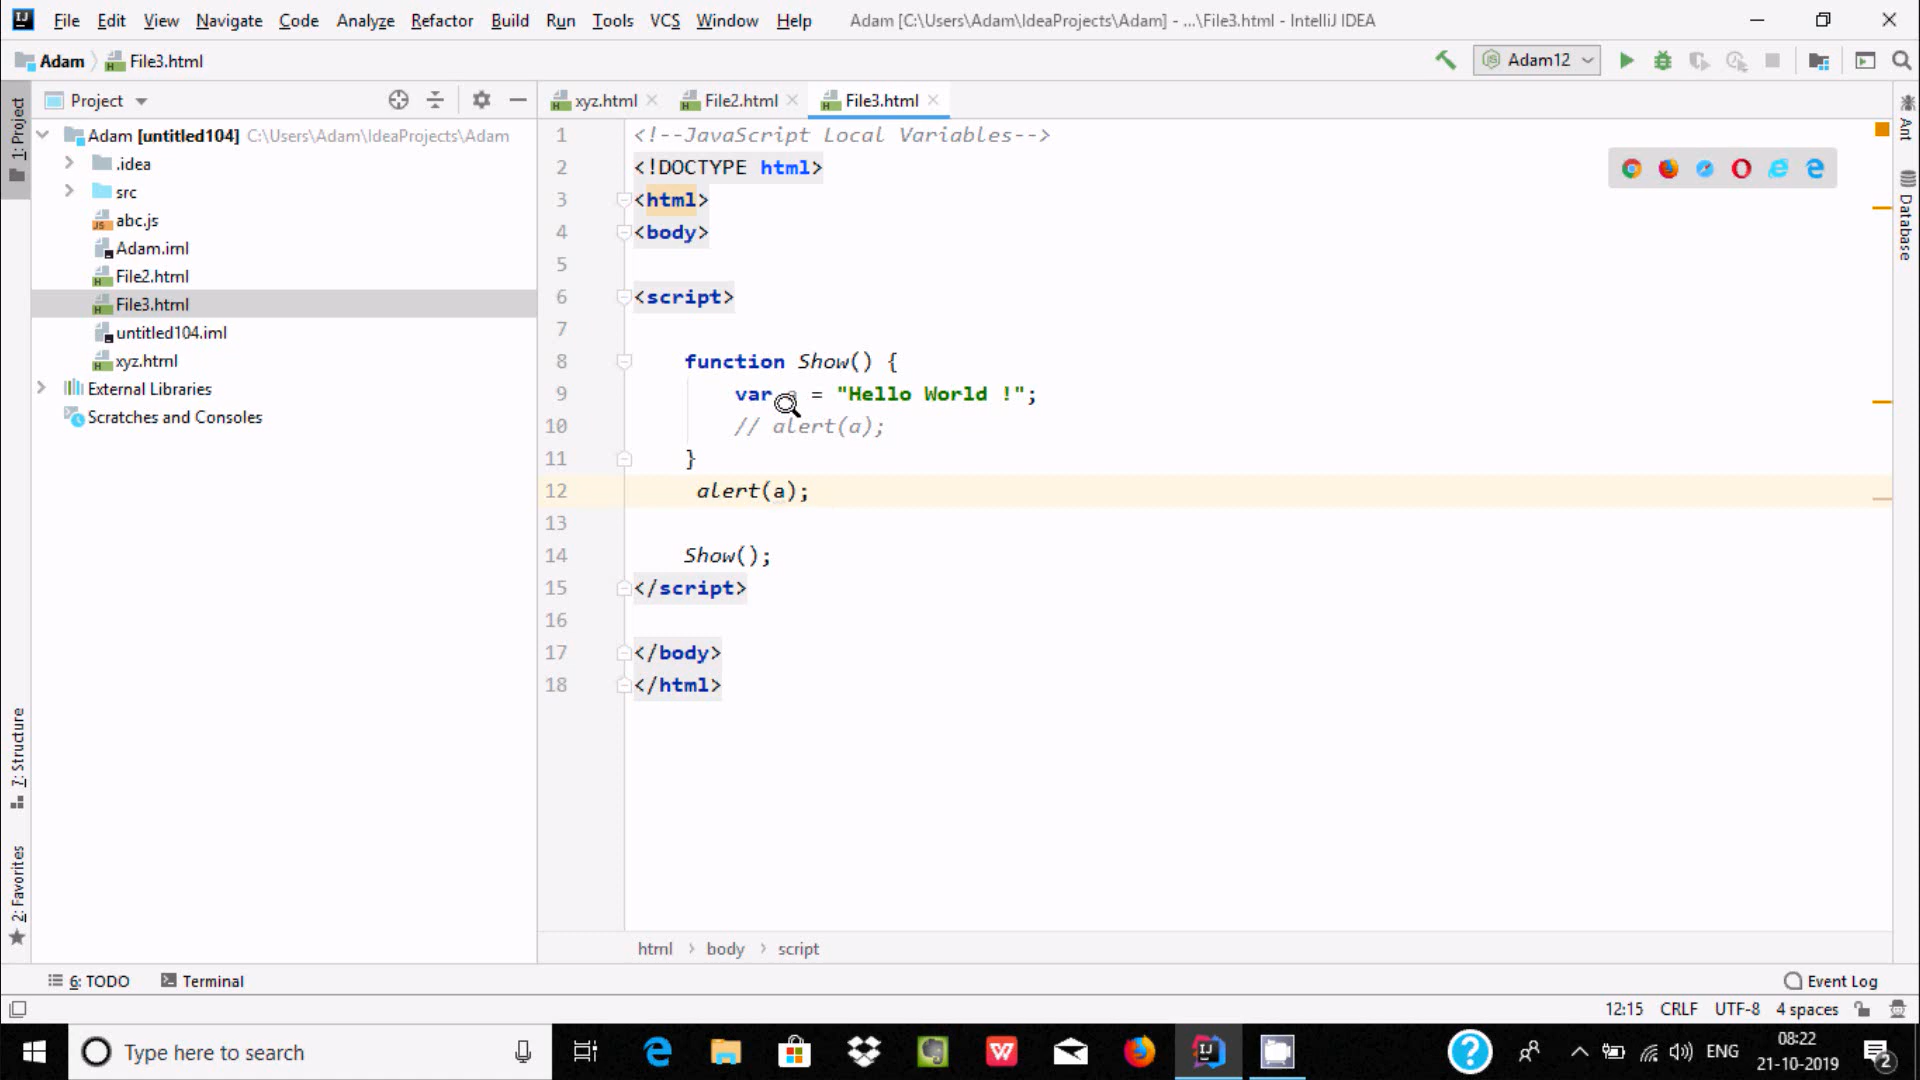 File Edit View Navigate Code Analyze Refactor Build Run Tools VCS Window Help Adam [C:\Users\Adam\IdeaProjects\Adam] - ...\File3.html - IntelliJ IDEA
Adam File3.html Adam12
1: Project
Project
xyz.html File2.html File3.html
Ant
Database
Adam [untitled104] C:\Users\Adam\IdeaProjects\Adam
.idea
src
abc.js
Adam.iml
File2.html
File3.html
untitled104.iml
xyz.html
External Libraries
Scratches and Consoles
1 <!--JavaScript Local Variables-->
2 <!DOCTYPE html>
3 <html>
4 <body>
5
6 <script>
7
8 function Show() {
9 var = "Hello World !";
10 // alert(a);
11 }
12 alert(a);
13
14 Show();
15 </script>
16
17 </body>
18 </html>
7: Structure
2: Favorites
html body script
6: TODO Terminal Event Log
12:15 CRLF UTF-8 4 spaces
Type here to search
ENG
08:22
21-10-2019
2